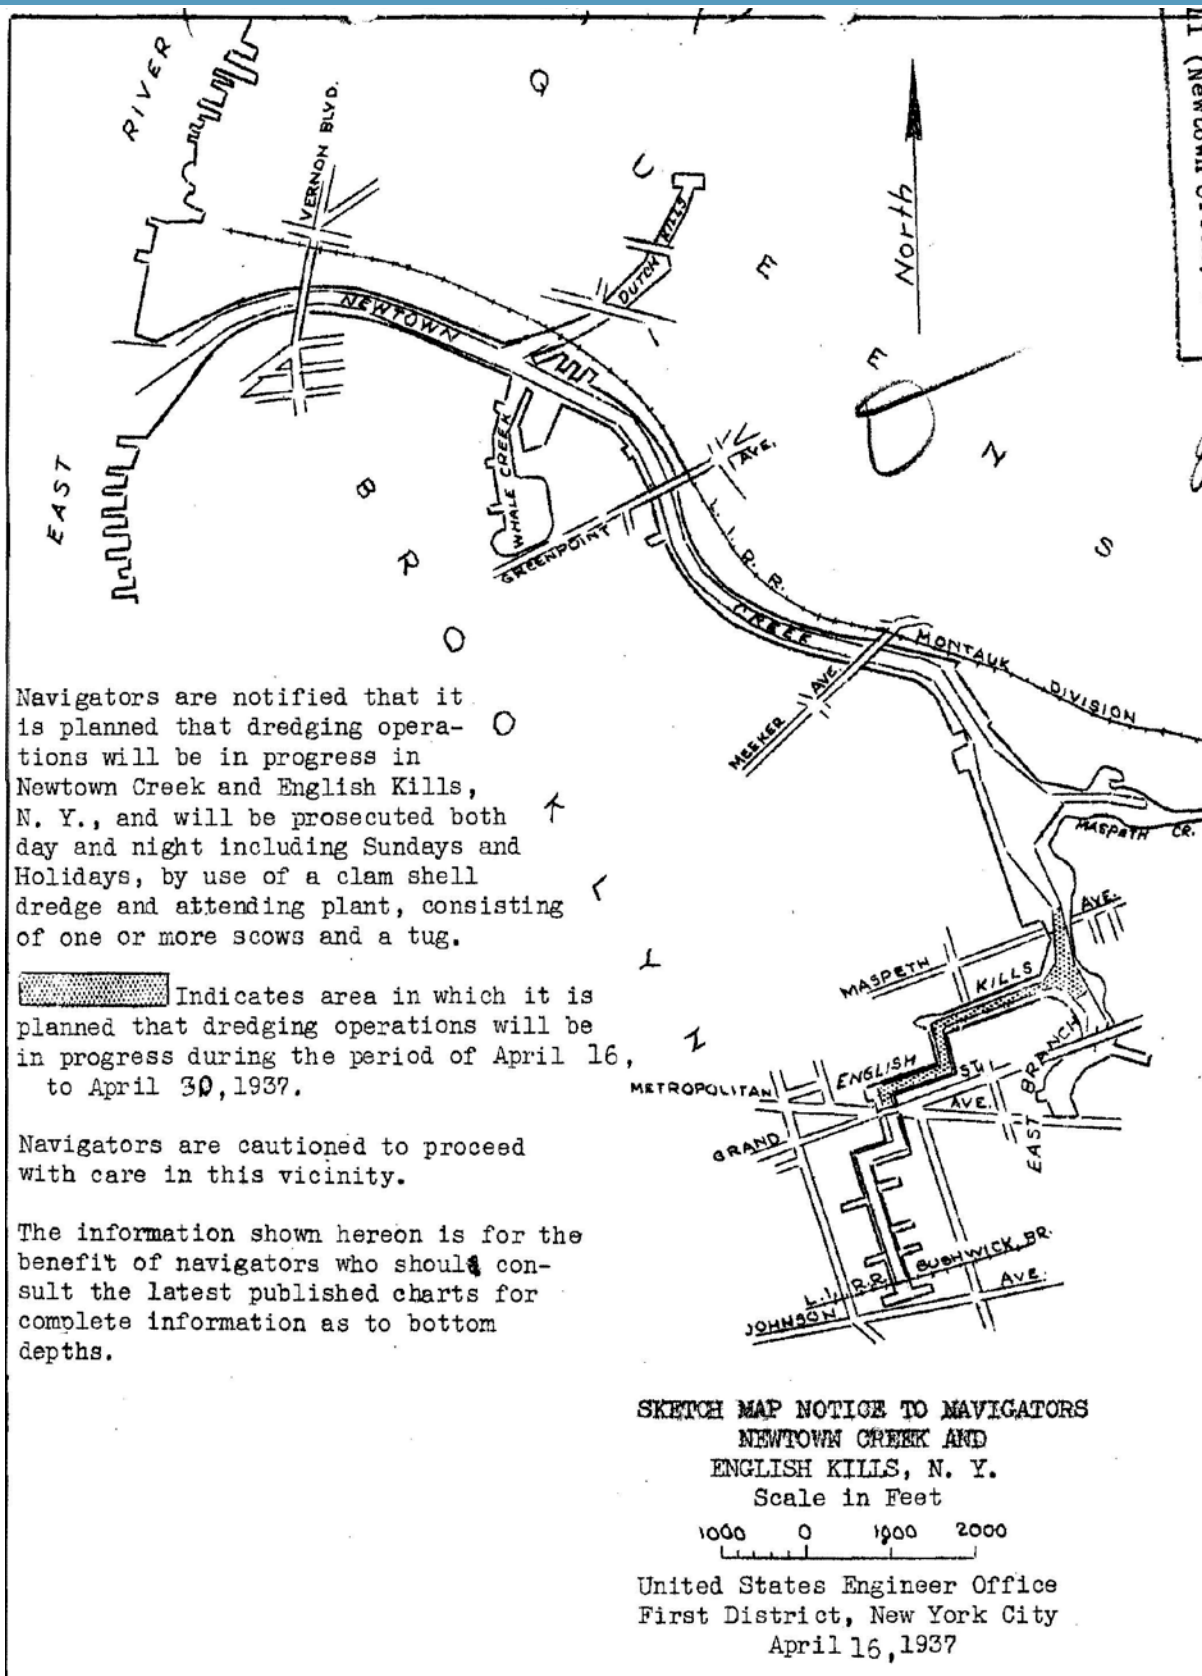 RIVER
VERNON BLVD.
Q
U
E
E
N
S
North
(Newtown
DUTCH KILLS
NEWTOWN
WHALE CREEK
EAST
B
R
O
O
K
L
Y
N
GREENPOINT
AVE.
L. I. R. R.
CREEK
MONTAUK
DIVISION
MEEKER
AVE.
MASPETH CR.
Navigators are notified that it
is planned that dredging opera-
tions will be in progress in
Newtown Creek and English Kills,
N. Y., and will be prosecuted both
day and night including Sundays and
Holidays, by use of a clam shell
dredge and attending plant, consisting
of one or more scows and a tug.
MASPETH
AVE.
KILLS
Indicates area in which it is
planned that dredging operations will be
in progress during the period of April 16,
to April 30, 1937.
ENGLISH
BRANCH
EAST
METROPOLITAN
AVE.
GRAND
ST.
Navigators are cautioned to proceed
with care in this vicinity.
The information shown hereon is for the
benefit of navigators who should con-
sult the latest published charts for
complete information as to bottom
depths.
L. I. R.R. BUSHWICK, BR.
JOHNSON
AVE.
SKETCH MAP NOTICE TO NAVIGATORS
NEWTOWN CREEK AND
ENGLISH KILLS, N. Y.
Scale in Feet
1000 0 1000 2000
United States Engineer Office
First District, New York City
April 16, 1937